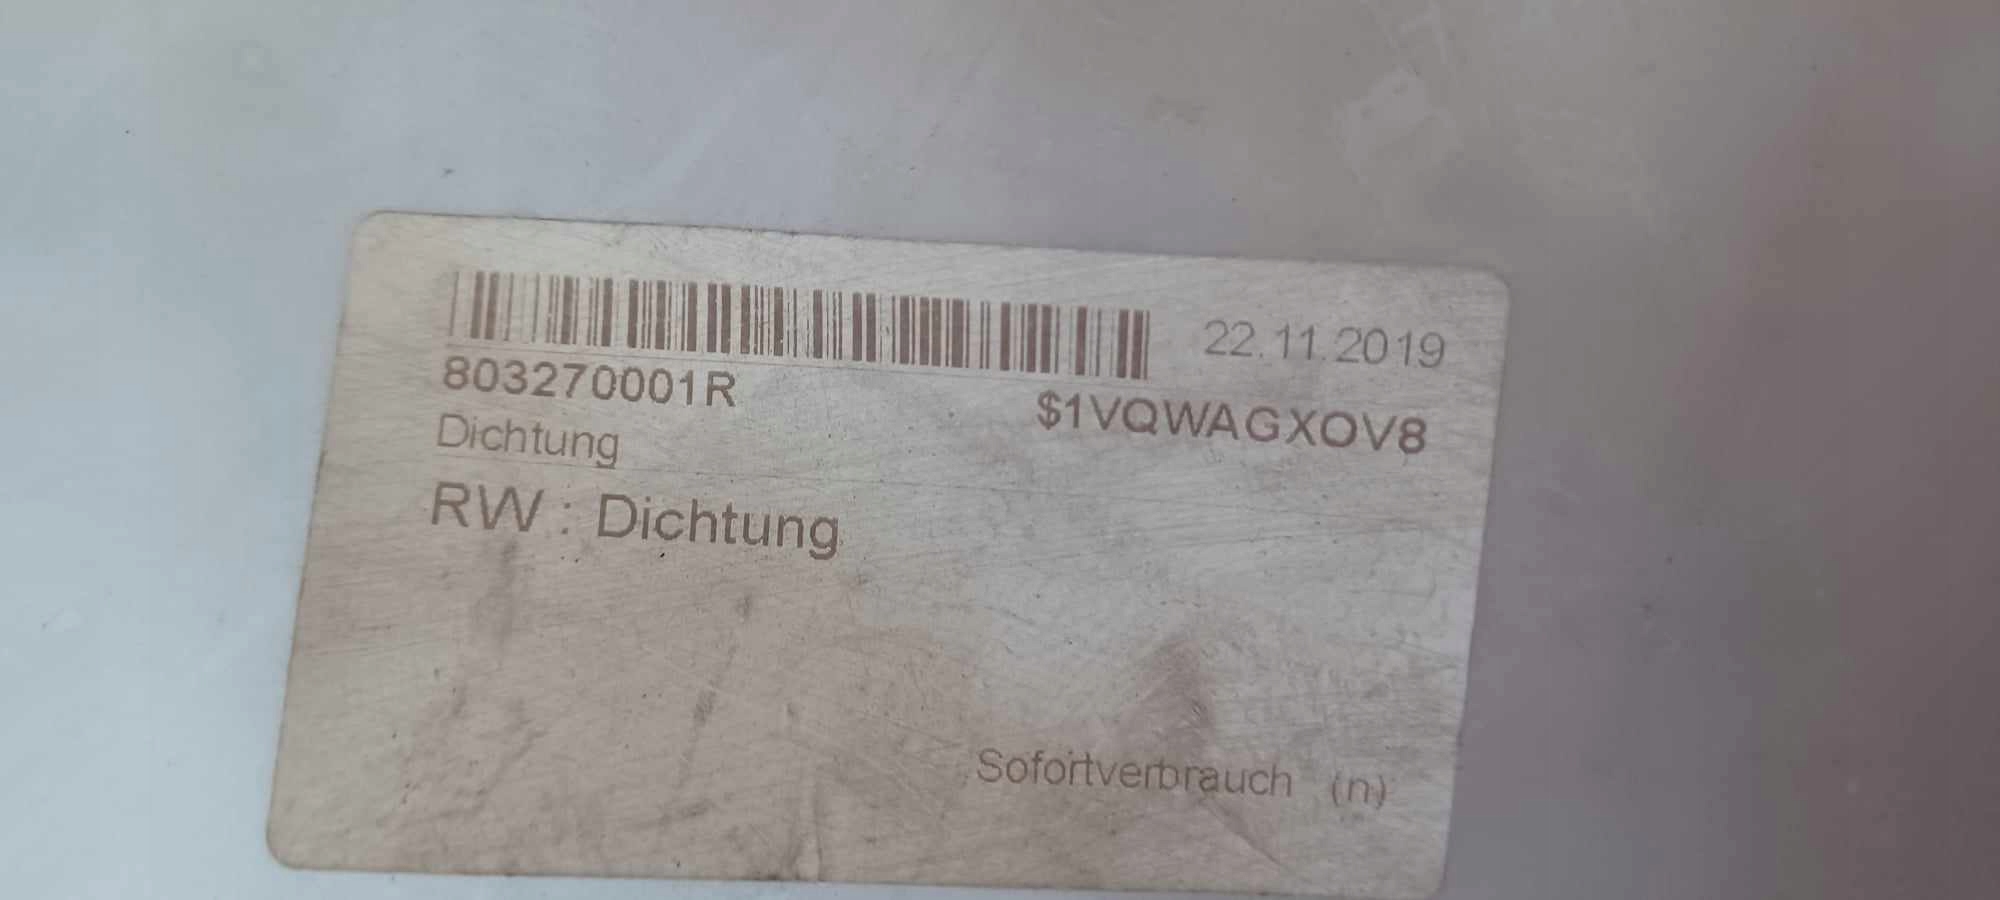 22.11.2019
803270001R
$1VQWAGXOV8
Dichtung
RW : Dichtung
Sofortverbrauch (n)